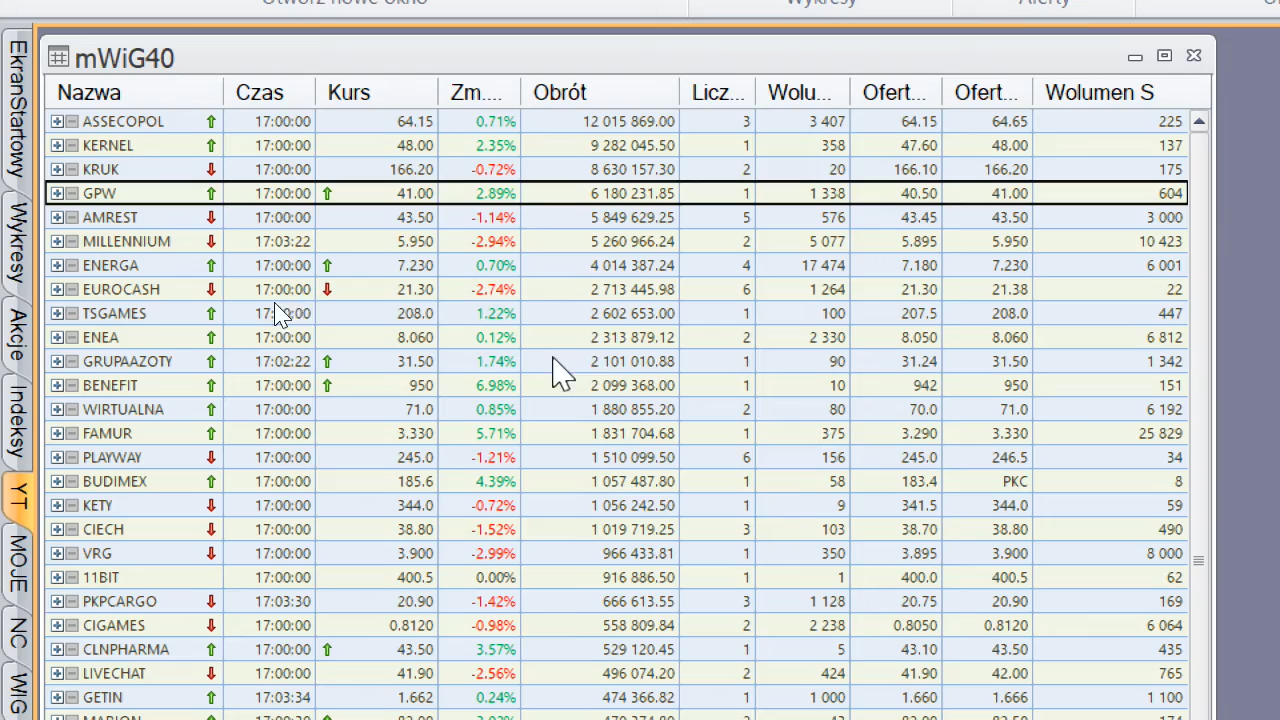 Otwórz nowe okno Wykresy Alerty
EkranStartowy
Wykresy
Akcje
Indeksy
YT
MOJE
NC
WIG
mWiG40
Nazwa Czas Kurs Zm.... Obrót Licz... Wolu... Ofert... Ofert... Wolumen S
ASSECOPOL 17:00:00 64.15 0.71% 12 015 869.00 3 3 407 64.15 64.65 225
KERNEL 17:00:00 48.00 2.35% 9 282 045.50 1 358 47.60 48.00 137
KRUK 17:00:00 166.20 -0.72% 8 630 157.30 2 20 166.10 166.20 175
GPW 17:00:00 41.00 2.89% 6 180 231.85 1 1 338 40.50 41.00 604
AMREST 17:00:00 43.50 -1.14% 5 849 629.25 5 576 43.45 43.50 3 000
MILLENNIUM 17:03:22 5.950 -2.94% 5 260 966.24 2 5 077 5.895 5.950 10 423
ENERGA 17:00:00 7.230 0.70% 4 014 387.24 4 17 474 7.180 7.230 6 001
EUROCASH 17:00:00 21.30 -2.74% 2 713 445.98 6 1 264 21.30 21.38 22
TSGAMES 208.0 1.22% 2 602 653.00 1 100 207.5 208.0 447
ENEA 17:00:00 8.060 0.12% 2 313 879.12 2 2 330 8.050 8.060 6 812
GRUPAAZOTY 17:02:22 31.50 1.74% 2 101 010.88 1 90 31.24 31.50 1 342
BENEFIT 17:00:00 950 6.98% 2 099 368.00 1 10 942 950 151
WIRTUALNA 17:00:00 71.0 0.85% 1 880 855.20 2 80 70.0 71.0 6 192
FAMUR 17:00:00 3.330 5.71% 1 831 704.68 1 375 3.290 3.330 25 829
PLAYWAY 17:00:00 245.0 -1.21% 1 510 099.50 6 156 245.0 246.5 34
BUDIMEX 17:00:00 185.6 4.39% 1 057 487.80 1 58 183.4 PKC 8
KETY 17:00:00 344.0 -0.72% 1 056 242.50 1 9 341.5 344.0 59
CIECH 17:00:00 38.80 -1.52% 1 019 719.25 3 103 38.70 38.80 490
VRG 17:00:00 3.900 -2.99% 966 433.81 1 350 3.895 3.900 8 000
11BIT 17:00:00 400.5 0.00% 916 886.50 1 1 400.0 400.5 62
PKPCARGO 17:03:30 20.90 -1.42% 666 613.55 3 1 128 20.75 20.90 169
CIGAMES 17:00:00 0.8120 -0.98% 558 809.84 2 2 238 0.8050 0.8120 6 064
CLNPHARMA 17:00:00 43.50 3.57% 529 120.45 1 5 43.10 43.50 435
LIVECHAT 17:00:00 41.90 -2.56% 496 074.20 2 424 41.90 42.00 765
GETIN 17:03:34 1.662 0.24% 474 366.82 1 1 000 1.660 1.666 1 100